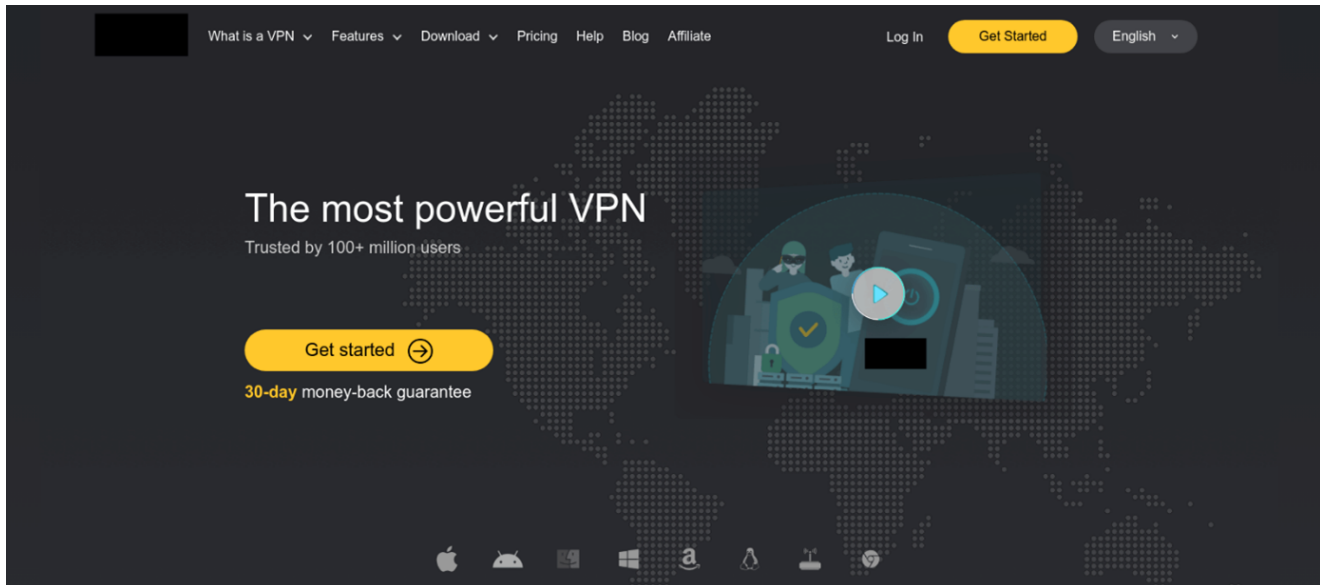 What is a VPN Features Download Pricing Help Blog Affiliate Log In Get Started English
The most powerful VPN
Trusted by 100+ million users
Get started
30-day money-back guarantee
a